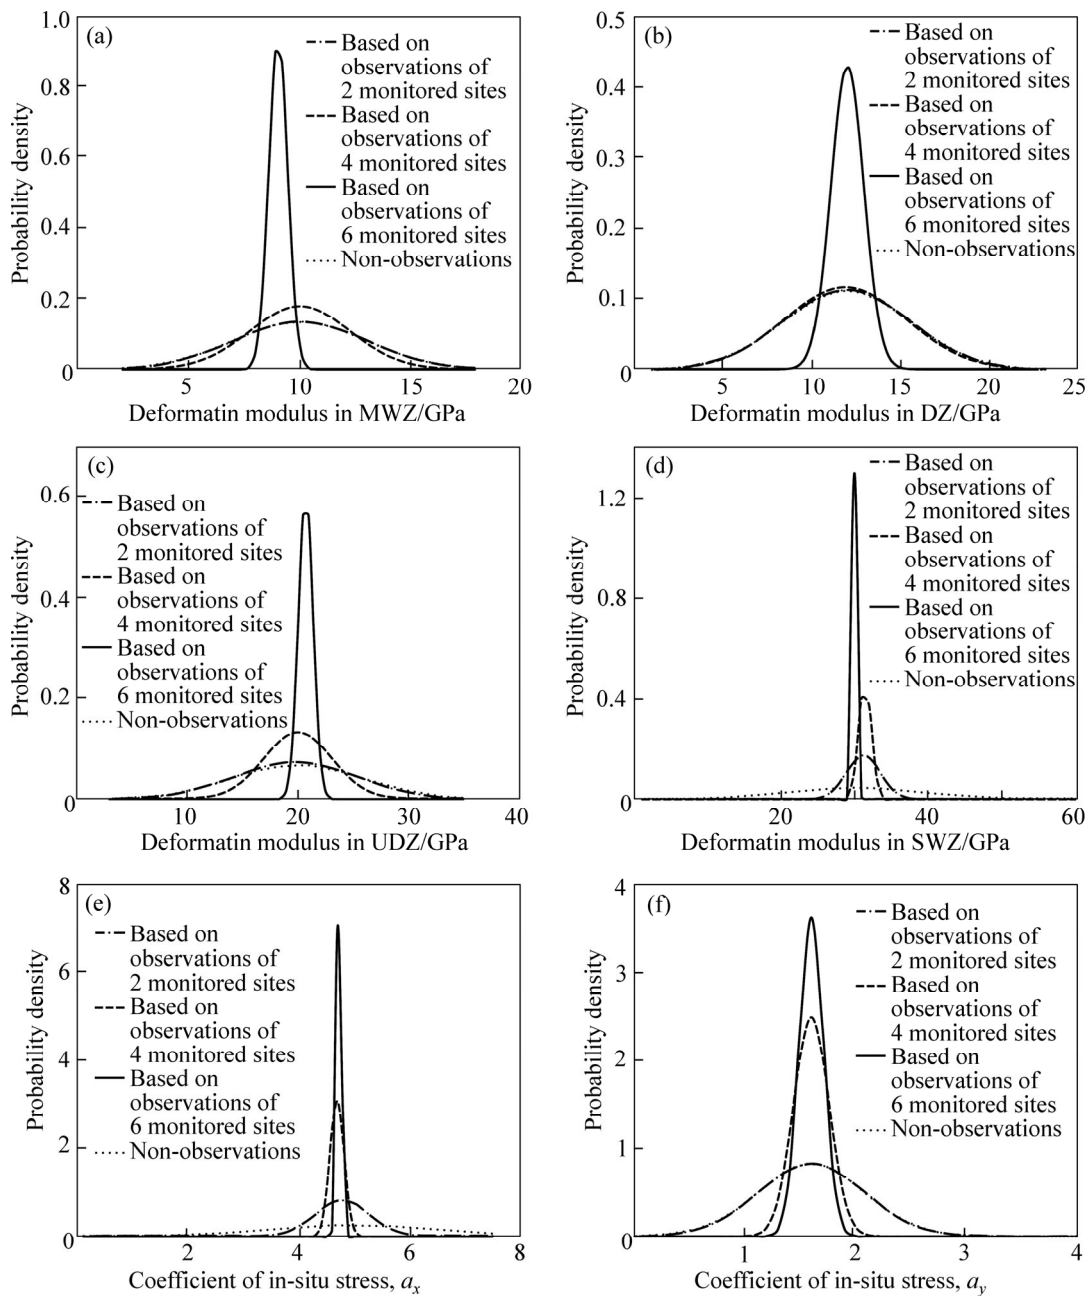 (a)
1.0
0.8
0.6
0.4
0.2
0
5
10
15
20
Probability density
Deformatin modulus in MWZ/GPa
Based on
observations of
2 monitored sites
Based on
observations of
4 monitored sites
Based on
observations of
6 monitored sites
Non-observations
(b)
0.5
0.4
0.3
0.2
0.1
0
5
10
15
20
25
Probability density
Deformatin modulus in DZ/GPa
Based on
observations of
2 monitored sites
Based on
observations of
4 monitored sites
Based on
observations of
6 monitored sites
Non-observations
(c)
0.6
0.4
0.2
0
10
20
30
40
Probability density
Deformatin modulus in UDZ/GPa
Based on
observations of
2 monitored sites
Based on
observations of
4 monitored sites
Based on
observations of
6 monitored sites
Non-observations
(d)
1.2
0.8
0.4
0
20
40
60
Probability density
Deformatin modulus in SWZ/GPa
Based on
observations of
2 monitored sites
Based on
observations of
4 monitored sites
Based on
observations of
6 monitored sites
Non-observations
(e)
8
6
4
2
0
2
4
6
8
Probability density
Coefficient of in-situ stress, aₓ
Based on
observations of
2 monitored sites
Based on
observations of
4 monitored sites
Based on
observations of
6 monitored sites
Non-observations
(f)
4
3
2
1
0
1
2
3
4
Probability density
Coefficient of in-situ stress, a_y
Based on
observations of
2 monitored sites
Based on
observations of
4 monitored sites
Based on
observations of
6 monitored sites
Non-observations